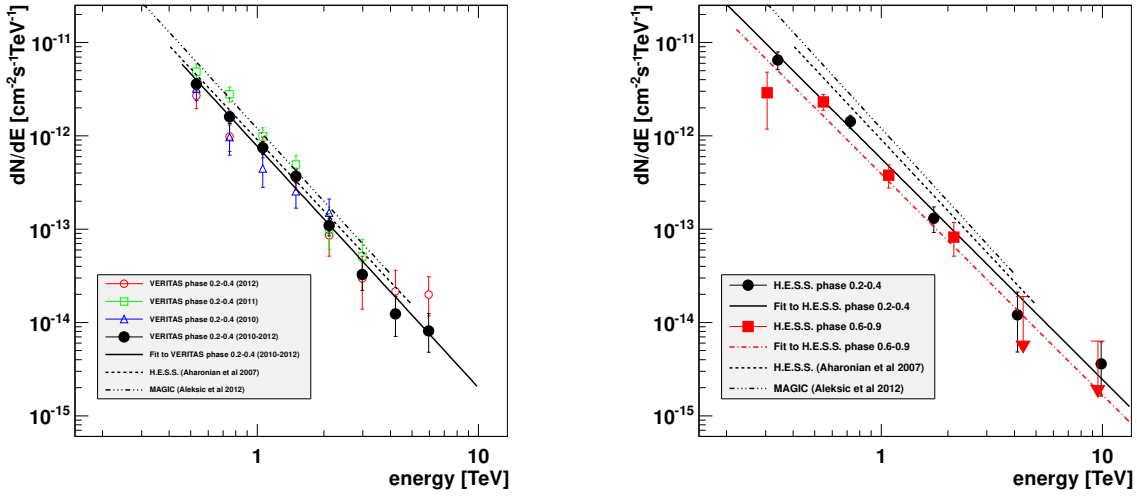 dN/dE [cm⁻²s⁻¹TeV⁻¹]
10⁻¹¹
10⁻¹²
10⁻¹³
10⁻¹⁴
10⁻¹⁵
VERITAS phase 0.2-0.4 (2012)
VERITAS phase 0.2-0.4 (2011)
VERITAS phase 0.2-0.4 (2010)
VERITAS phase 0.2-0.4 (2010-2012)
Fit to VERITAS phase 0.2-0.4 (2010-2012)
H.E.S.S. (Aharonian et al 2007)
MAGIC (Aleksic et al 2012)
1 10
energy [TeV]
dN/dE [cm⁻²s⁻¹TeV⁻¹]
10⁻¹¹
10⁻¹²
10⁻¹³
10⁻¹⁴
10⁻¹⁵
H.E.S.S. phase 0.2-0.4
Fit to H.E.S.S. phase 0.2-0.4
H.E.S.S. phase 0.6-0.9
Fit to H.E.S.S. phase 0.6-0.9
H.E.S.S. (Aharonian et al 2007)
MAGIC (Aleksic et al 2012)
1 10
energy [TeV]